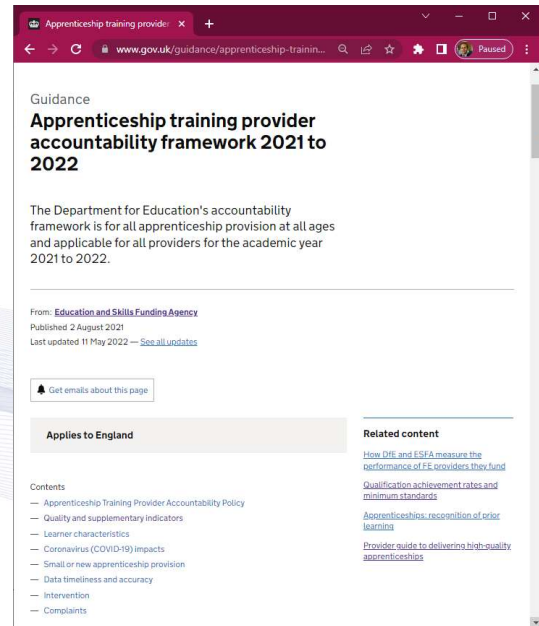 Apprenticeship training provider
www.gov.uk/guidance/apprenticeship-trainin...
Paused
Guidance
Apprenticeship training provider
accountability framework 2021 to
2022
The Department for Education's accountability
framework is for all apprenticeship provision at all ages
and applicable for all providers for the academic year
2021 to 2022.
From: Education and Skills Funding Agency
Published 2 August 2021
Last updated 11 May 2022 — See all updates
Get emails about this page
Applies to England
Contents
— Apprenticeship Training Provider Accountability Policy
— Quality and supplementary indicators
— Learner characteristics
— Coronavirus (COVID-19) impacts
— Small or new apprenticeship provision
— Data timeliness and accuracy
— Intervention
— Complaints
Related content
How DfE and ESFA measure the
performance of FE providers they fund
Qualification achievement rates and
minimum standards
Apprenticeships: recognition of prior
learning
Provider guide to delivering high-quality
apprenticeships